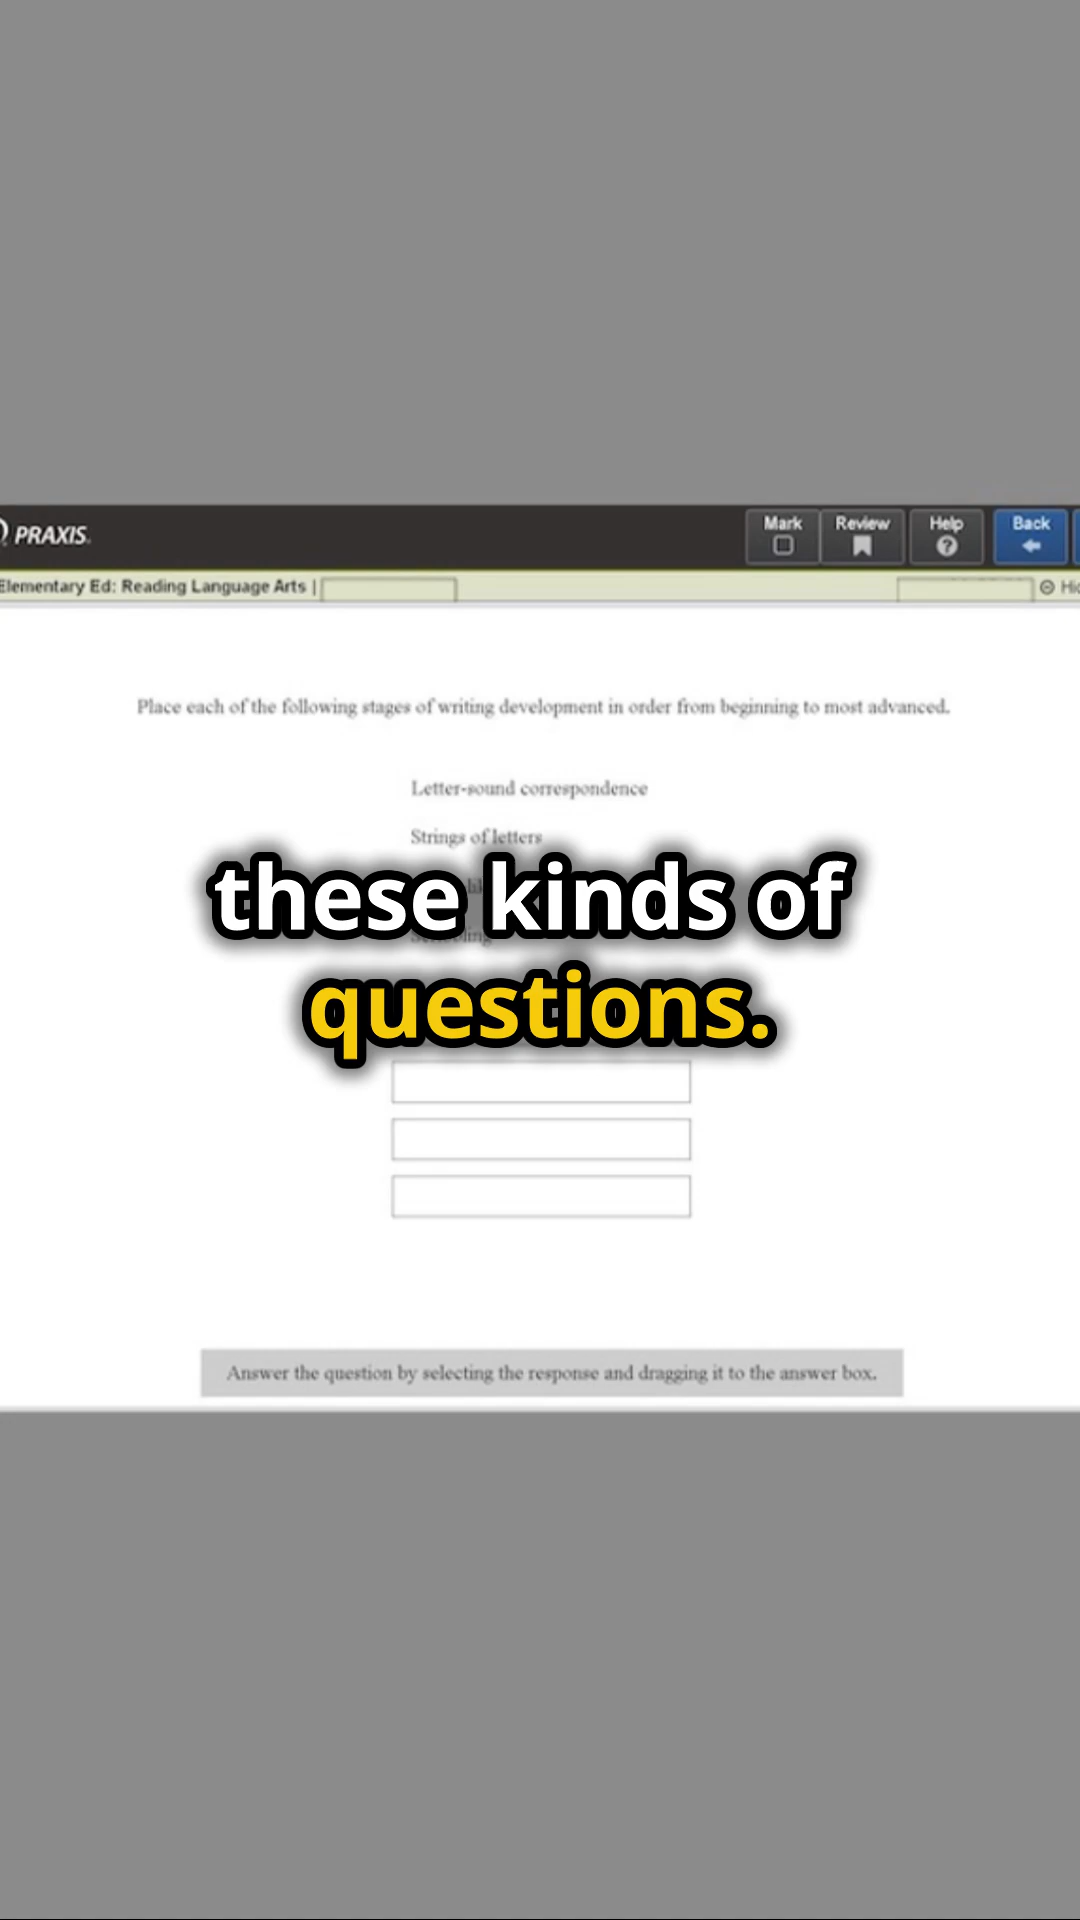 PRAXIS
Mark
Review
Help
Back
Elementary Ed: Reading Language Arts |
Place each of the following stages of writing development in order from beginning to most advanced.
Letter-sound correspondence
Strings of letters
these kinds of
questions.
Answer the question by selecting the response and dragging it to the answer box.